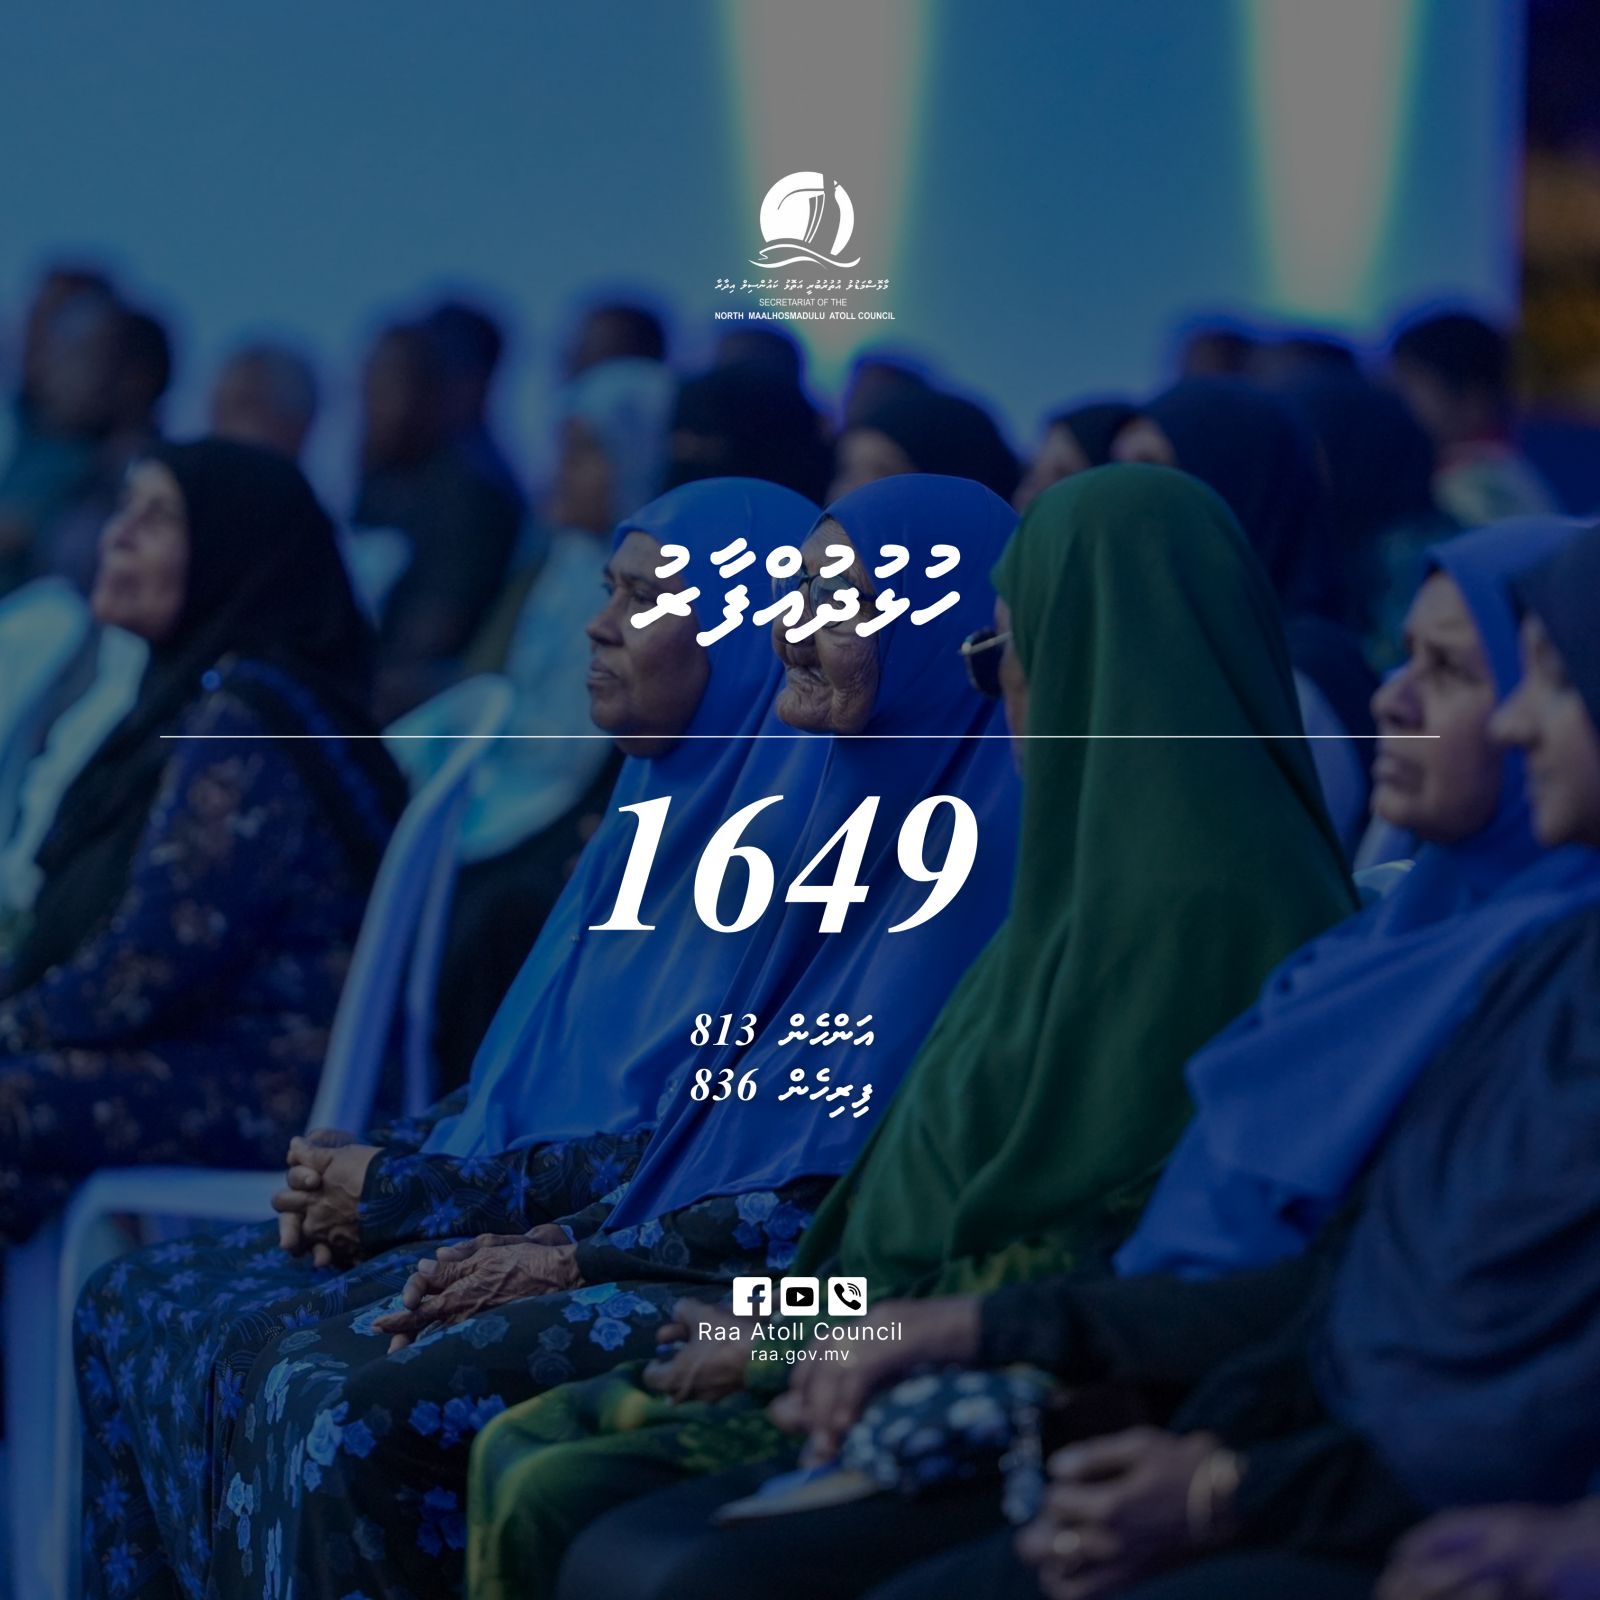 މާޅޮސްމަޑުލު އުތުރުބުރީ އަތޮޅު ކައުންސިލް އިދާރާ
SECRETARIAT OF THE
NORTH MAALHOSMADULU ATOLL COUNCIL
ހުޅުދުއްފާރު
1649
އަންހެން 813
ފިރިހެން 836
Raa Atoll Council
raa.gov.mv